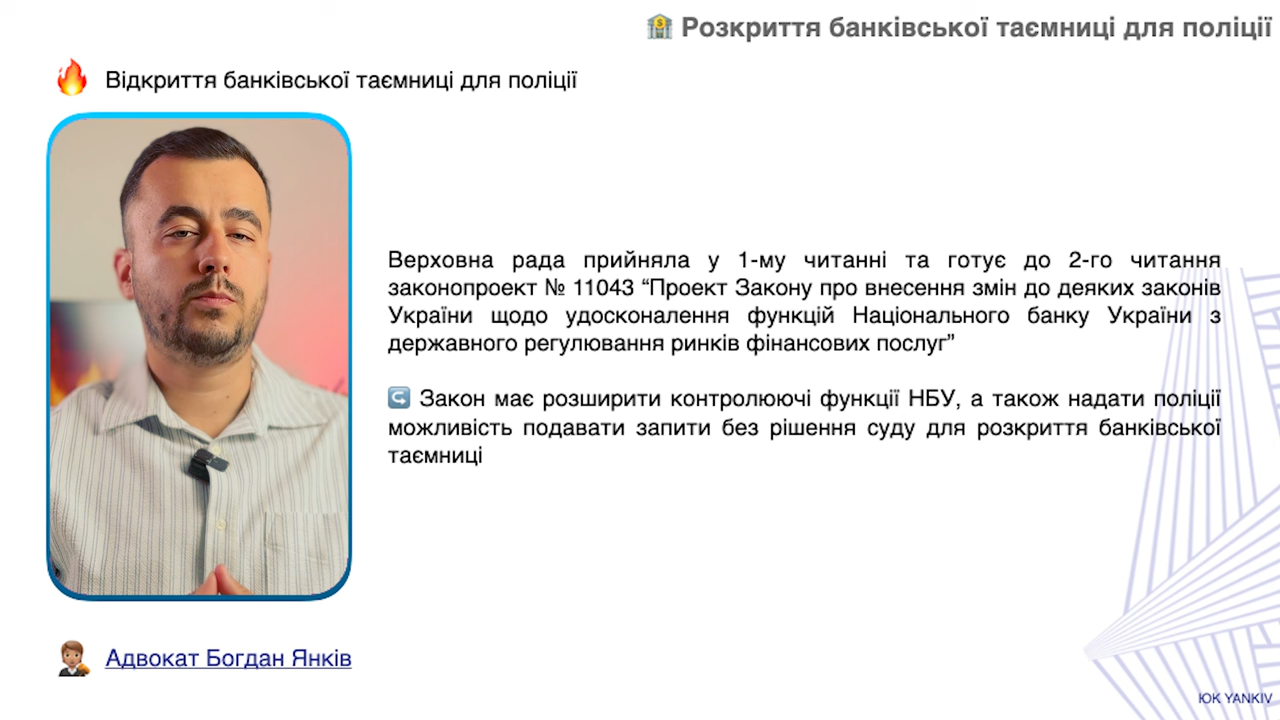 Розкриття банківської таємниці для поліції
Відкриття банківської таємниці для поліції
Верховна рада прийняла у 1-му читанні та готує до 2-го читання
законопроект № 11043 “Проект Закону про внесення змін до деяких законів
України щодо удосконалення функцій Національного банку України з
державного регулювання ринків фінансових послуг”
Закон має розширити контролюючі функції НБУ, а також надати поліції
можливість подавати запити без рішення суду для розкриття банківської
таємниці
Адвокат Богдан Янків
ЮК YANKIV